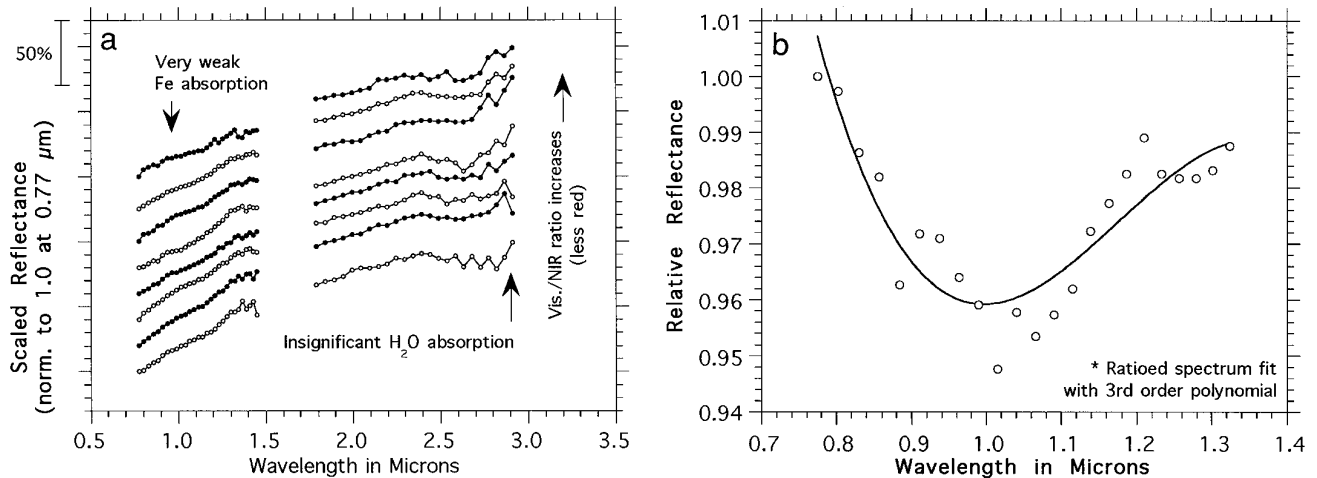 50%
a
Very weak
Fe absorption
Vis./NIR ratio increases
(less red)
Insignificant H2O absorption
Scaled Reflectance
(norm. to 1.0 at 0.77 µm)
0.5 1.0 1.5 2.0 2.5 3.0 3.5
Wavelength in Microns
b
1.01
1.00
0.99
0.98
0.97
0.96
0.95
0.94
Relative Reflectance
* Ratioed spectrum fit
with 3rd order polynomial
0.7 0.8 0.9 1.0 1.1 1.2 1.3 1.4
Wavelength in Microns